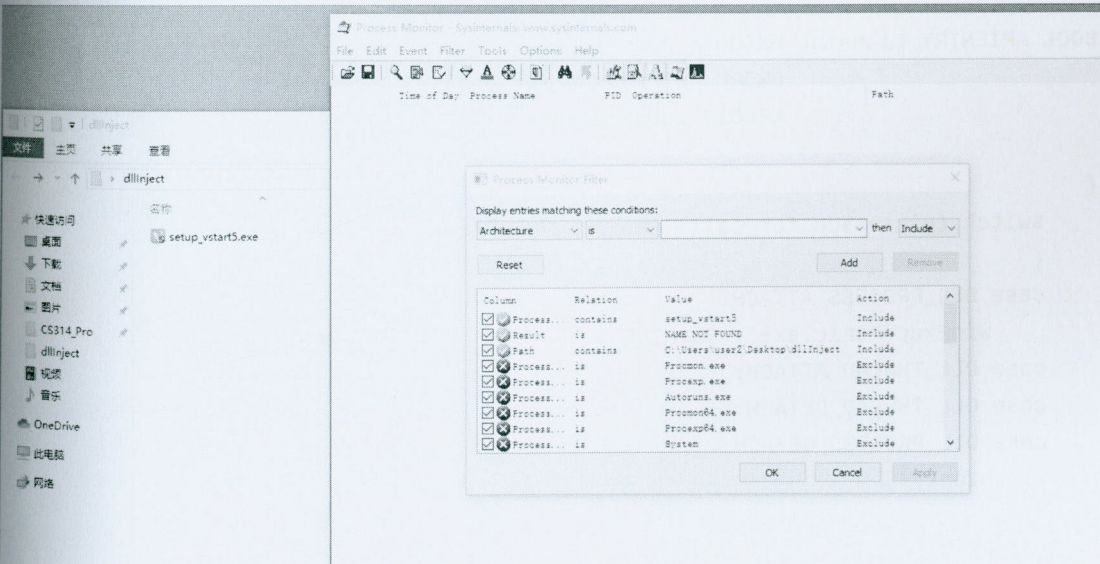 Process Monitor - Sysinternals: www.sysinternals.com
File Edit Event Filter Tools Options Help
Time of Day Process Name PID Operation Path
dllInject
文件 主页 共享 查看
dllInject
名称
setup_vstart5.exe
快速访问
桌面
下载
文档
图片
CS314_Pro
dllInject
视频
音乐
OneDrive
此电脑
网络
Process Monitor Filter
Display entries matching these conditions:
Architecture is then Include
Reset Add Remove
Column Relation Value Action
Process... contains setup_vstart5 Include
Result is NAME NOT FOUND Include
Path contains C:\Users\user2\Desktop\dllInject Include
Process... is Procmon.exe Exclude
Process... is Procexp.exe Exclude
Process... is Autoruns.exe Exclude
Process... is Procmon64.exe Exclude
Process... is Procexp64.exe Exclude
Process... is System Exclude
OK Cancel Apply